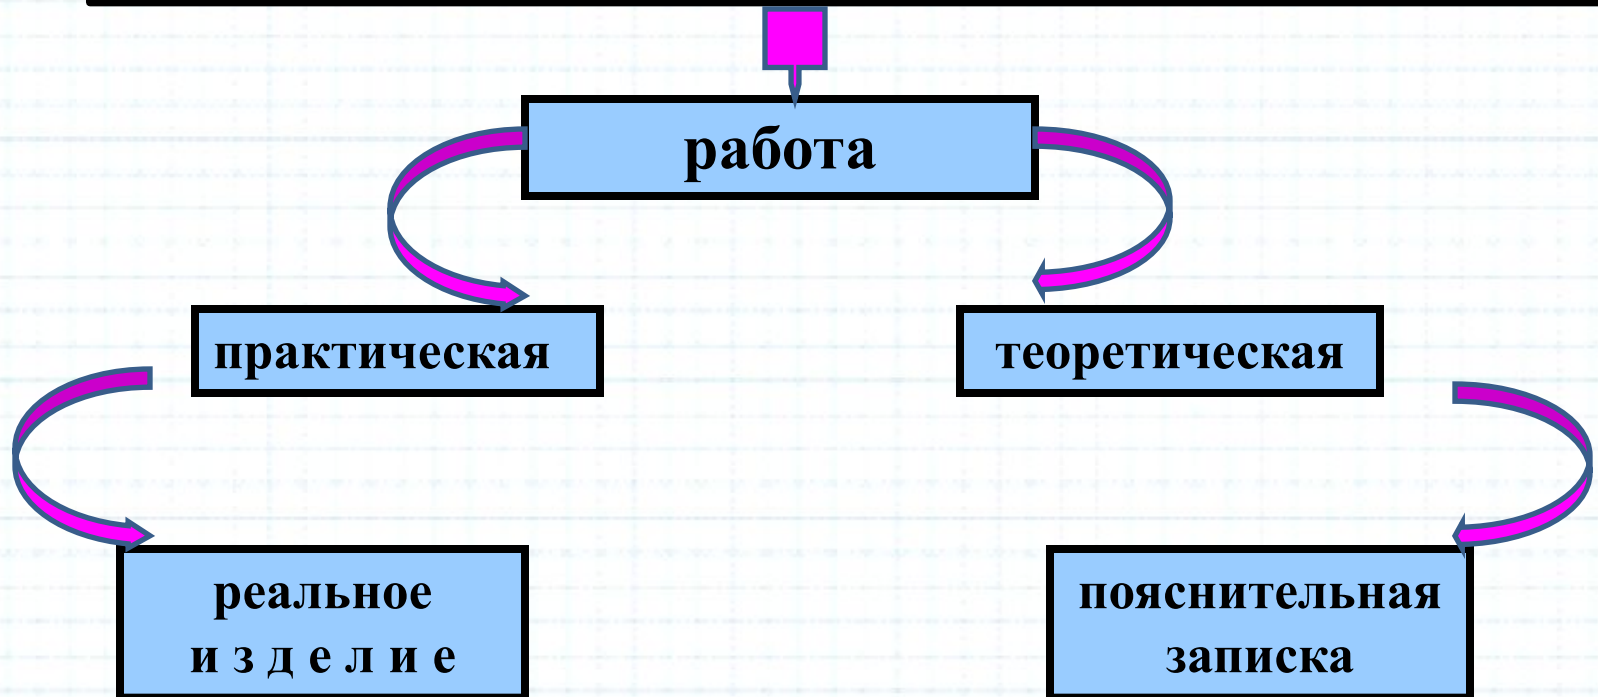 работа
практическая
теоретическая
реальное
и з д е л и е
пояснительная
записка